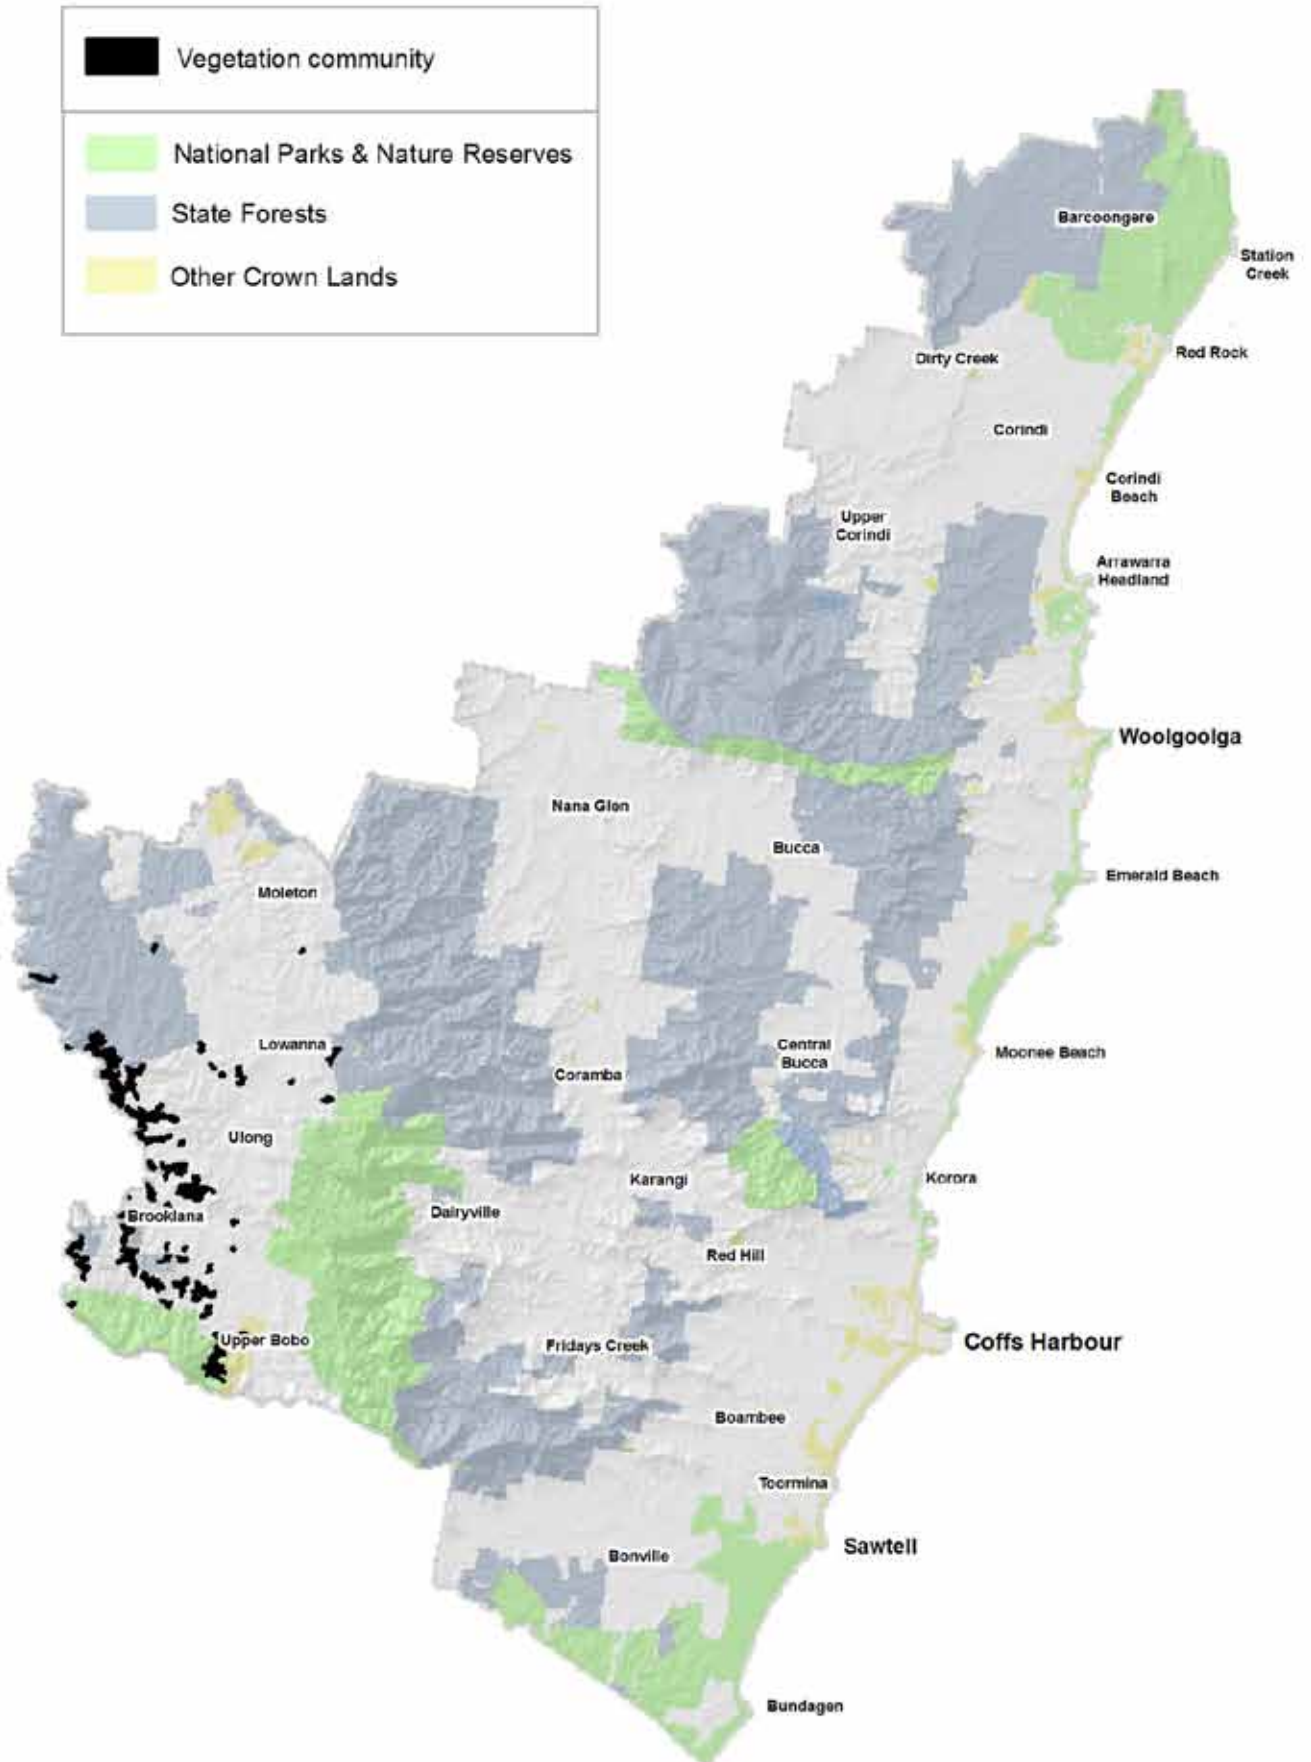 Vegetation community
National Parks & Nature Reserves
State Forests
Other Crown Lands
Barcoongere
Station
Creek
Red Rock
Dirty Creek
Corindi
Corindi
Beach
Upper
Corindi
Arrawarra
Headland
Woolgoolga
Nana Glen
Bucca
Emerald Beach
Moleton
Lowanna
Central
Bucca
Moonee Beach
Coramba
Ulong
Karangi
Korora
Brooklana
Dairyville
Red Hill
Upper Bobo
Fridays Creek
Coffs Harbour
Boambee
Toormina
Sawtell
Bonville
Bundagen